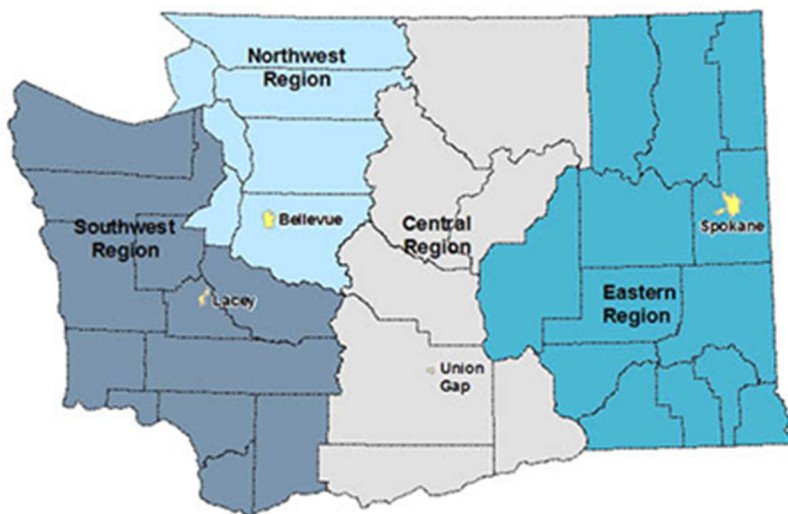 Northwest
Region
Bellevue
Southwest
Region
Lacey
Central
Region
Union
Gap
Spokane
Eastern
Region